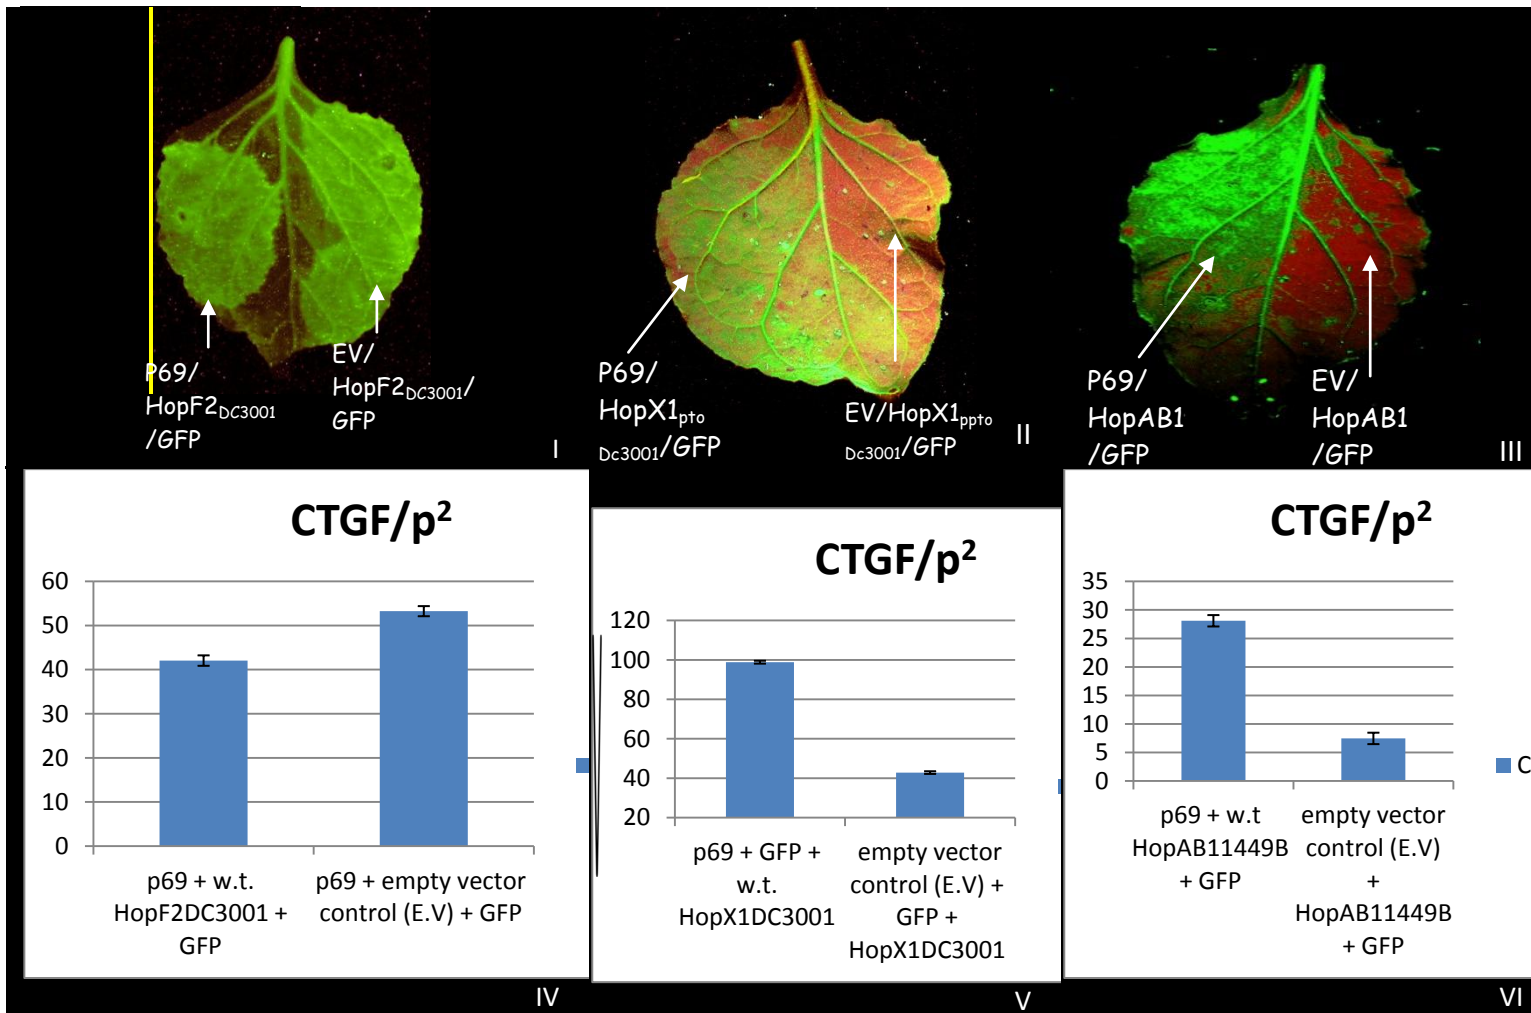 P69/
HopF2DC3001
/GFP
EV/
HopF2DC3001/
GFP
I
P69/
HopX1pto
Dc3001/GFP
EV/HopX1ppto
Dc3001/GFP
II
P69/
HopAB1
/GFP
EV/
HopAB1
/GFP
III
CTGF/p²
60
50
40
30
20
10
0
p69 + w.t.
HopF2DC3001 +
GFP
p69 + empty vector
control (E.V) + GFP
IV
CTGF/p²
120
100
80
60
40
20
p69 + GFP +
w.t.
HopX1DC3001
empty vector
control (E.V) +
GFP +
HopX1DC3001
V
CTGF/p²
35
30
25
20
15
10
5
0
p69 + w.t
HopAB11449B
+ GFP
empty vector
control (E.V)
+
HopAB11449B
+ GFP
C
VI